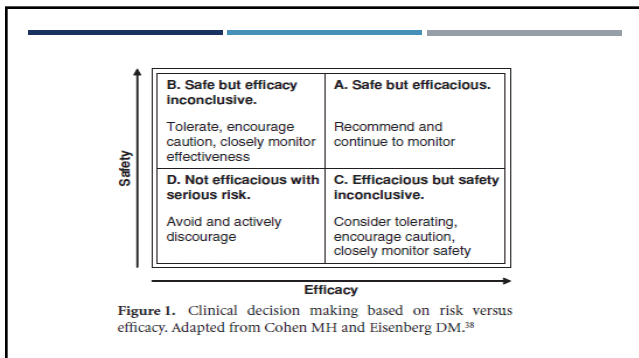 B. Safe but efficacy
inconclusive.
Tolerate, encourage
caution, closely monitor
effectiveness
A. Safe but efficacious.
Recommend and
continue to monitor
Safety
D. Not efficacious with
serious risk.
Avoid and actively
discourage
C. Efficacious but safety
inconclusive.
Consider tolerating,
encourage caution,
closely monitor safety
Efficacy
Figure 1. Clinical decision making based on risk versus
efficacy. Adapted from Cohen MH and Eisenberg DM.³⁸